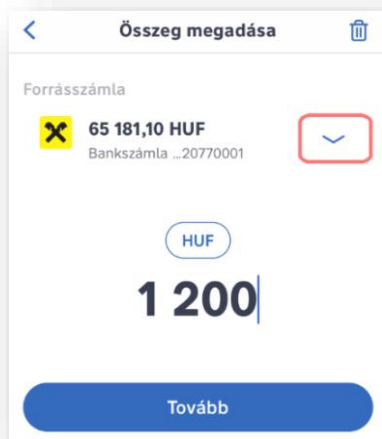 Összeg megadása
Forrásszámla
65 181,10 HUF
Bankszámla ...20770001
HUF
1 200
Tovább